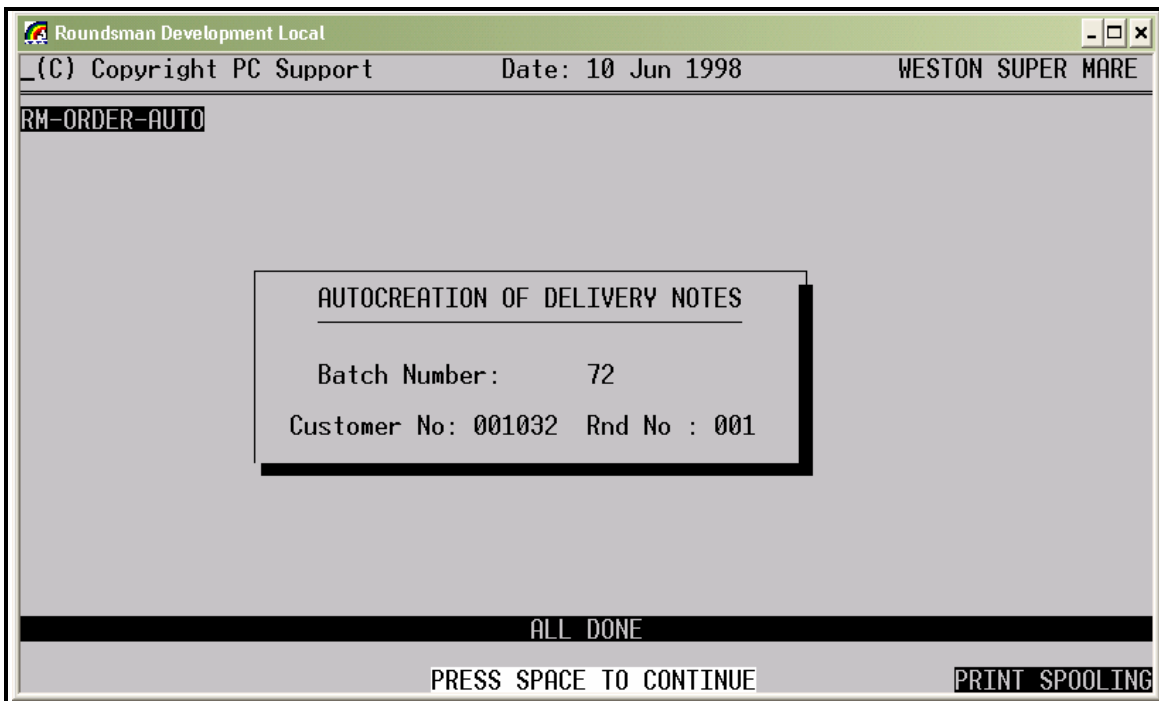 Roundsman Development Local
_(C) Copyright PC Support Date: 10 Jun 1998 WESTON SUPER MARE
RM-ORDER-AUTO
AUTOCREATION OF DELIVERY NOTES
Batch Number: 72
Customer No: 001032 Rnd No : 001
ALL DONE
PRESS SPACE TO CONTINUE PRINT SPOOLING